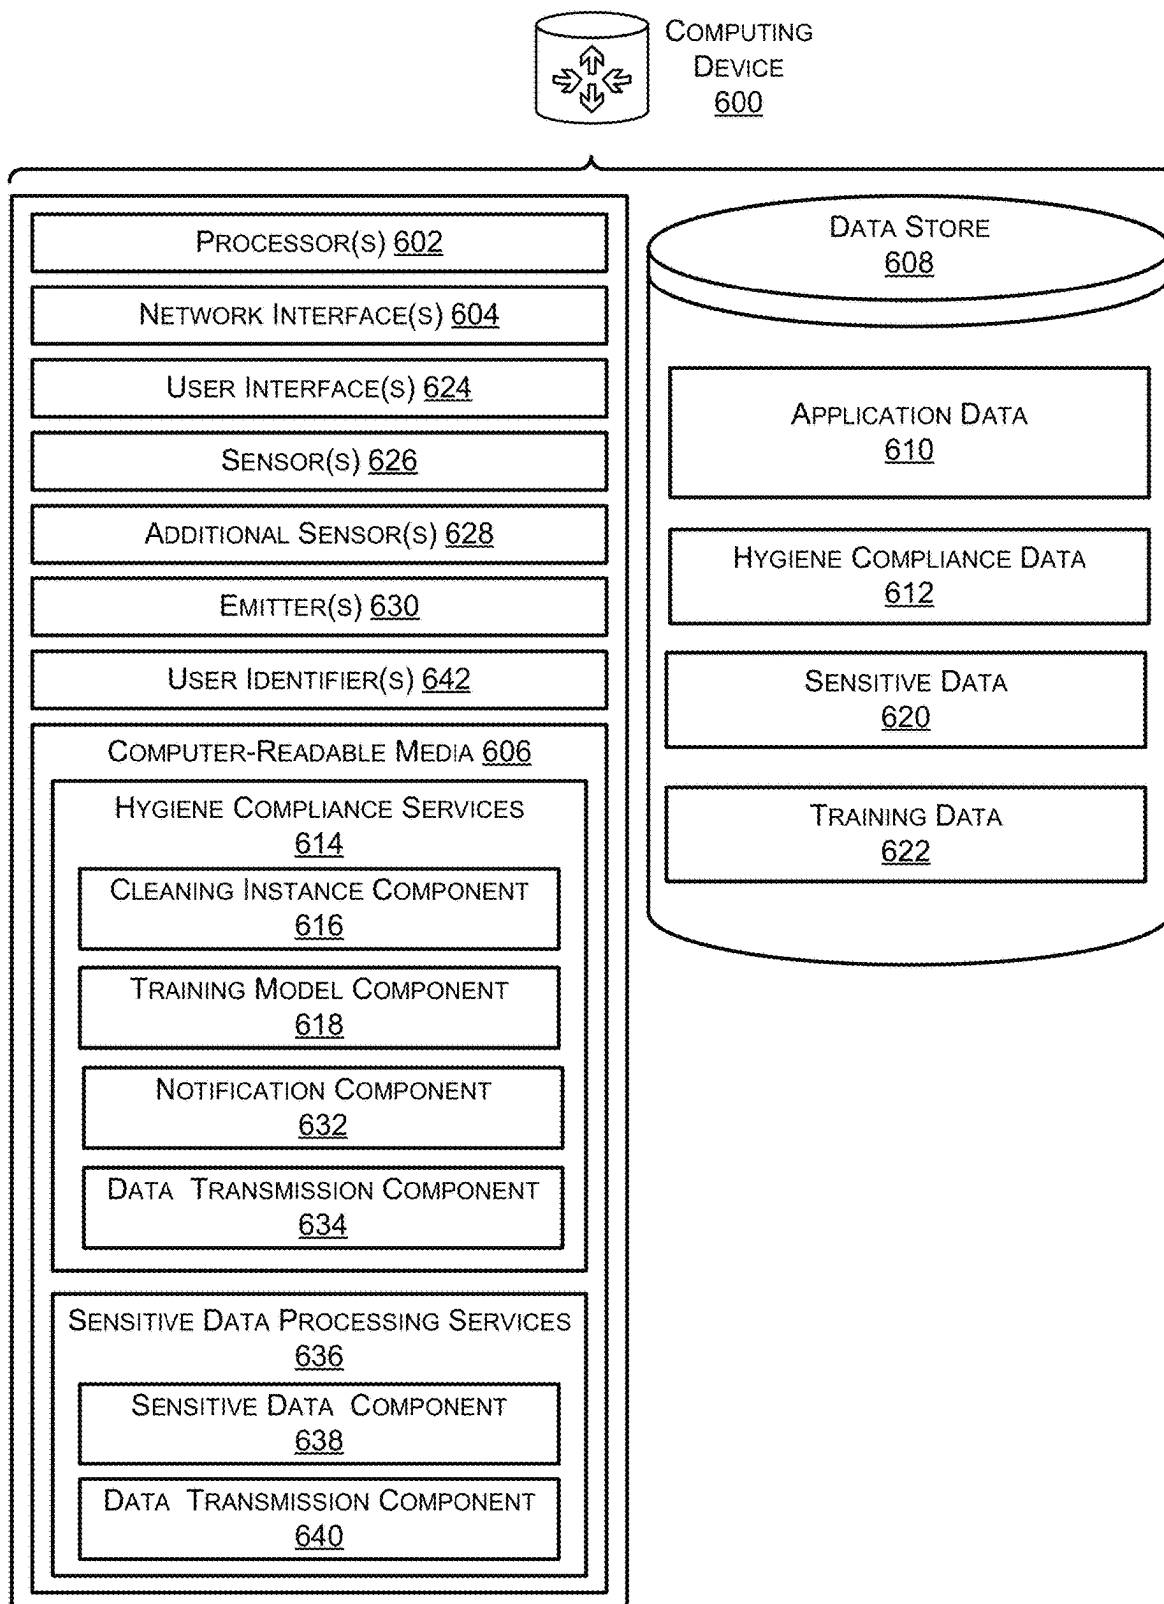 Computing
Device
600
Processor(s) 602
Network Interface(s) 604
User Interface(s) 624
Sensor(s) 626
Additional Sensor(s) 628
Emitter(s) 630
User Identifier(s) 642
Computer-Readable Media 606
Hygiene Compliance Services
614
Cleaning Instance Component
616
Training Model Component
618
Notification Component
632
Data Transmission Component
634
Sensitive Data Processing Services
636
Sensitive Data Component
638
Data Transmission Component
640
Data Store
608
Application Data
610
Hygiene Compliance Data
612
Sensitive Data
620
Training Data
622